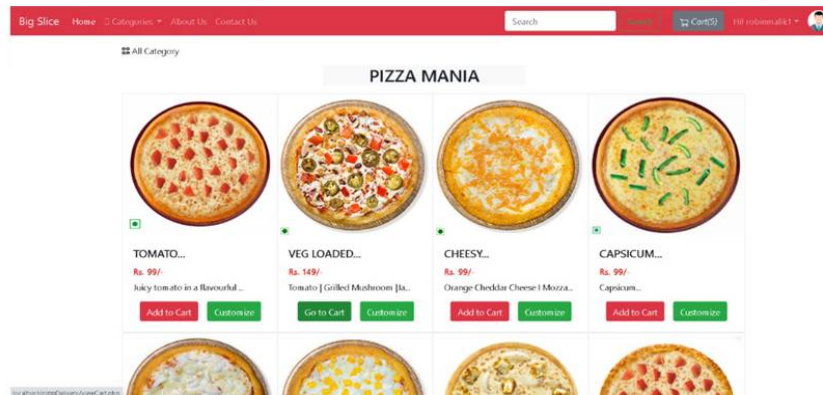 Big Slice Home Categories About Us Contact Us Search Cart(5) Hi! robinmalik1
All Category
PIZZA MANIA
TOMATO... VEG LOADED... CHEESY... CAPSICUM...
Rs. 99/- Rs. 149/- Rs. 99/- Rs. 99/-
Juicy tomato in a flavourful ... Tomato | Grilled Mushroom |Ja... Orange Cheddar Cheese I Mozza... Capsicum...
Add to Cart Customize Go to Cart Customize Add to Cart Customize Add to Cart Customize